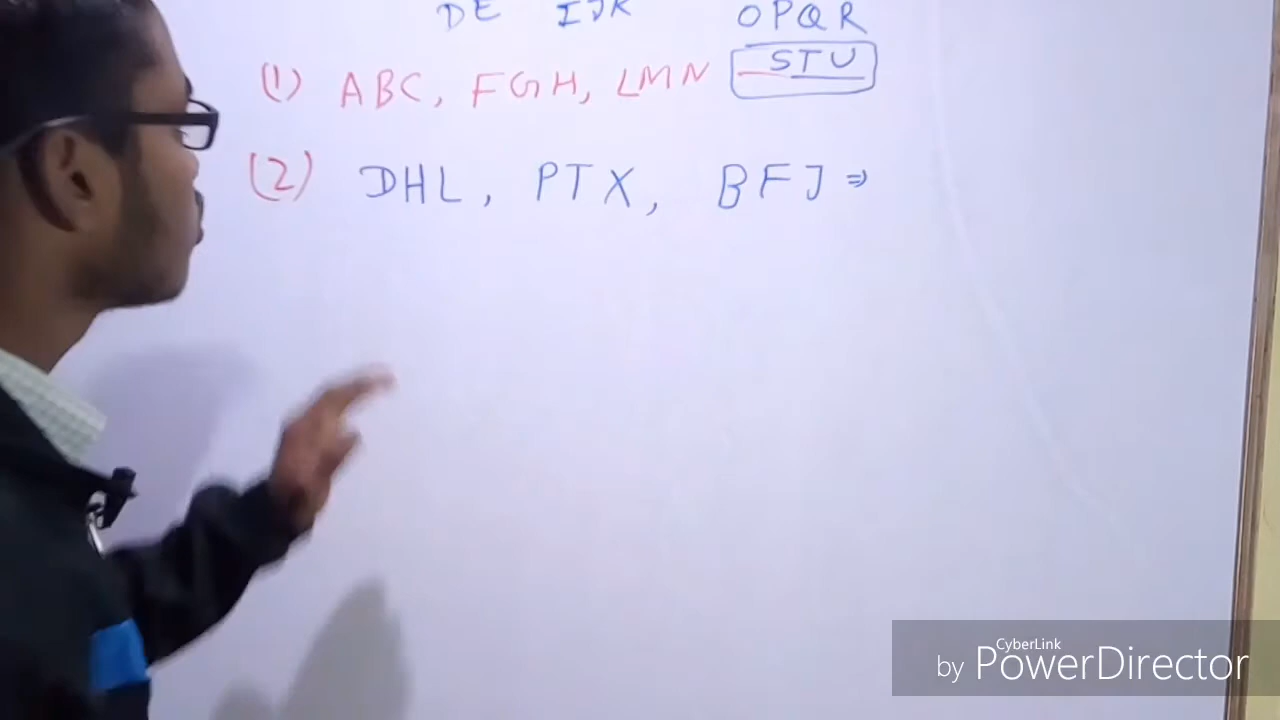 DE IJK OPQR
(1) ABC, FGH, LMN STU
(2) DHL, PTX, BFJ ⇒
CyberLink
by PowerDirector